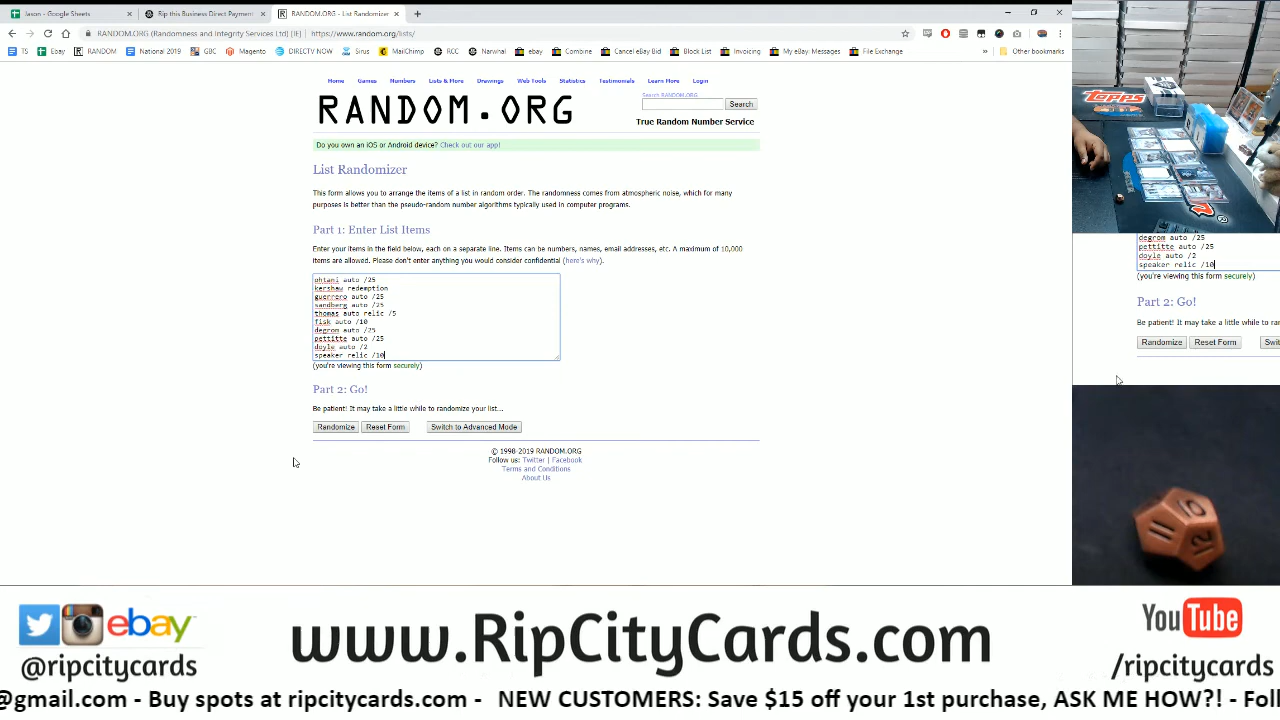 Jason - Google Sheets
Rip this Business Direct Payment
RANDOM.ORG - List Randomizer
RANDOM.ORG (Randomness and Integrity Services Ltd) [IE] | https://www.random.org/lists/
TS
Ebay
RANDOM
National 2019
GBC
Magento
DIRECTV NOW
Sirus
MailChimp
RCC
Narwhal
ebay
Combine
Cancel eBay Bid
Block List
Invoicing
My eBay: Messages
File Exchange
»
Other bookmarks
Home Games Numbers Lists & More Drawings Web Tools Statistics Testimonials Learn More Login
RANDOM.ORG
Search RANDOM.ORG
Search
True Random Number Service
Do you own an iOS or Android device? Check out our app!
List Randomizer
This form allows you to arrange the items of a list in random order. The randomness comes from atmospheric noise, which for many
purposes is better than the pseudo-random number algorithms typically used in computer programs.
Part 1: Enter List Items
Enter your items in the field below, each on a separate line. Items can be numbers, names, email addresses, etc. A maximum of 10,000
items are allowed. Please don't enter anything you would consider confidential (here's why).
ohtani auto /25
kershaw redemption
guerrero auto /25
sandberg auto /25
thomas auto relic /5
fisk auto /10
degrom auto /25
pettitte auto /25
doyle auto /2
speaker relic /10
(you're viewing this form securely)
Part 2: Go!
Be patient! It may take a little while to randomize your list...
Randomize
Reset Form
Switch to Advanced Mode
© 1998-2019 RANDOM.ORG
Follow us: Twitter | Facebook
Terms and Conditions
About Us
topps
degrom auto /25
pettitte auto /25
doyle auto /2
speaker relic /10
(you're viewing this form securely)
Part 2: Go!
Be patient! It may take a little while to rand
Randomize
Reset Form
Switc
10
11
12
ebay
@ripcitycards
www.RipCityCards.com
YouTube
/ripcitycards
@gmail.com - Buy spots at ripcitycards.com - NEW CUSTOMERS: Save $15 off your 1st purchase, ASK ME HOW?! - Foll